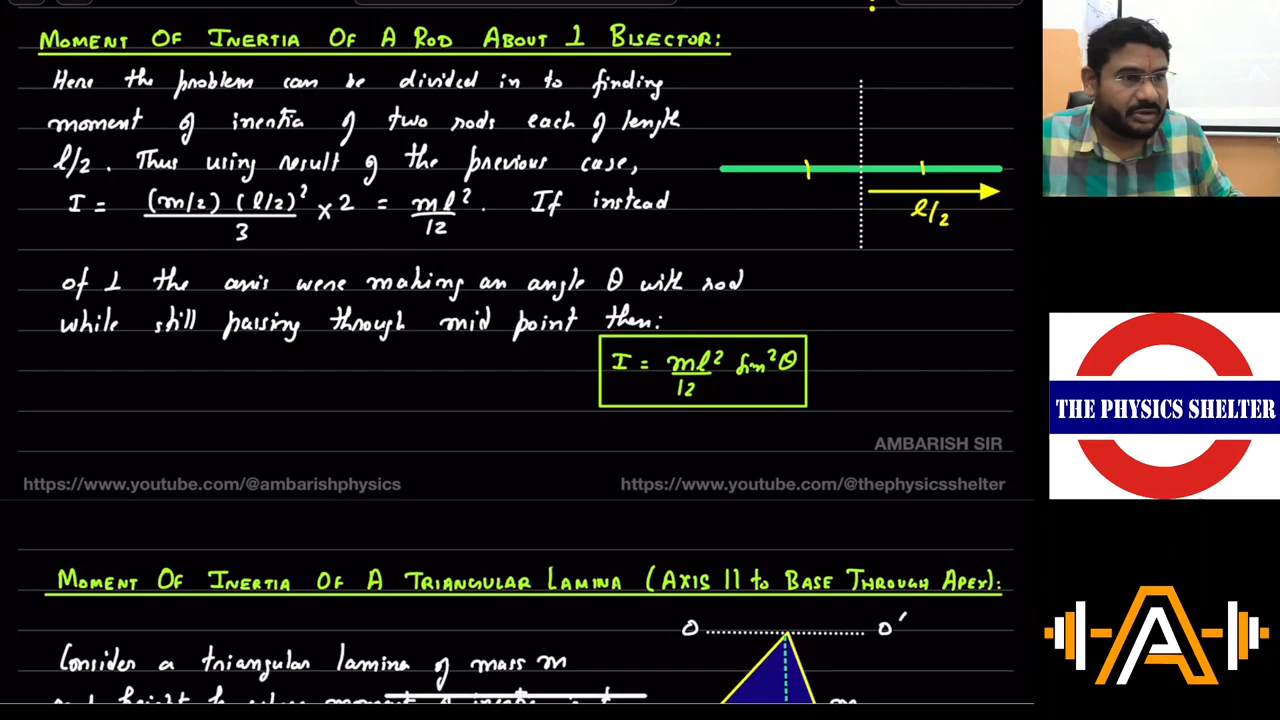 MOMENT OF INERTIA OF A ROD ABOUT ⊥ BISECTOR:
Here the problem can be divided in to finding
moment of inertia of two rods each of length
l/2. Thus using result of the previous case,
I = (m/2) (l/2)² / 3 × 2 = ml²/12. If instead
l/2
of ⊥ the axis were making an angle θ with rod
while still passing through mid point then:
I = ml²/12 sin²θ
AMBARISH SIR
https://www.youtube.com/@ambarishphysics
https://www.youtube.com/@thephysicsshelter
THE PHYSICS SHELTER
MOMENT OF INERTIA OF A TRIANGULAR LAMINA (AXIS || to BASE THROUGH APEX):
O O′
Consider a triangular lamina of mass m
A